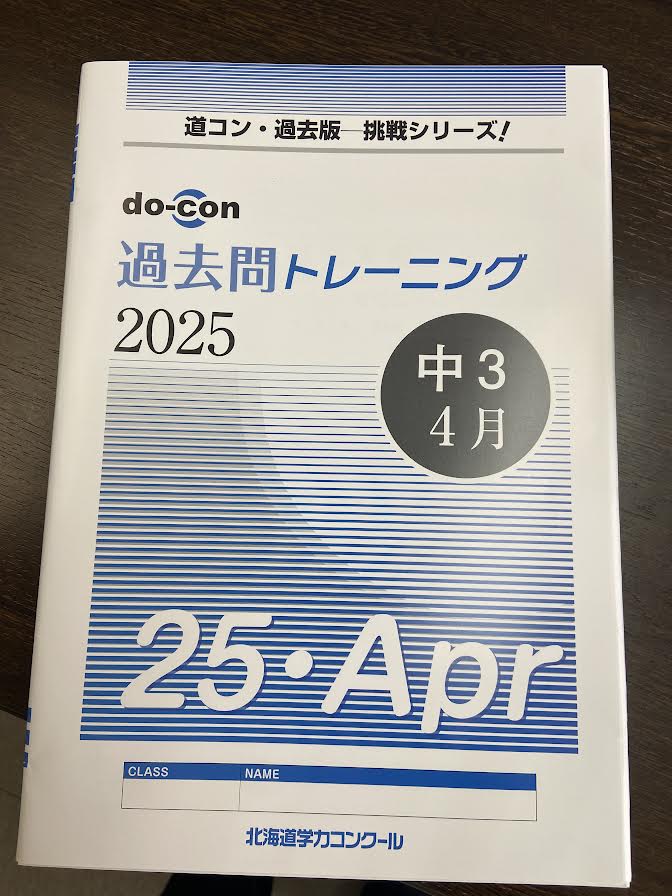 道コン・過去版―挑戦シリーズ!
do-con
過去問トレーニング
2025
中3
4月
25・Apr
CLASS NAME
北海道学力コンクール